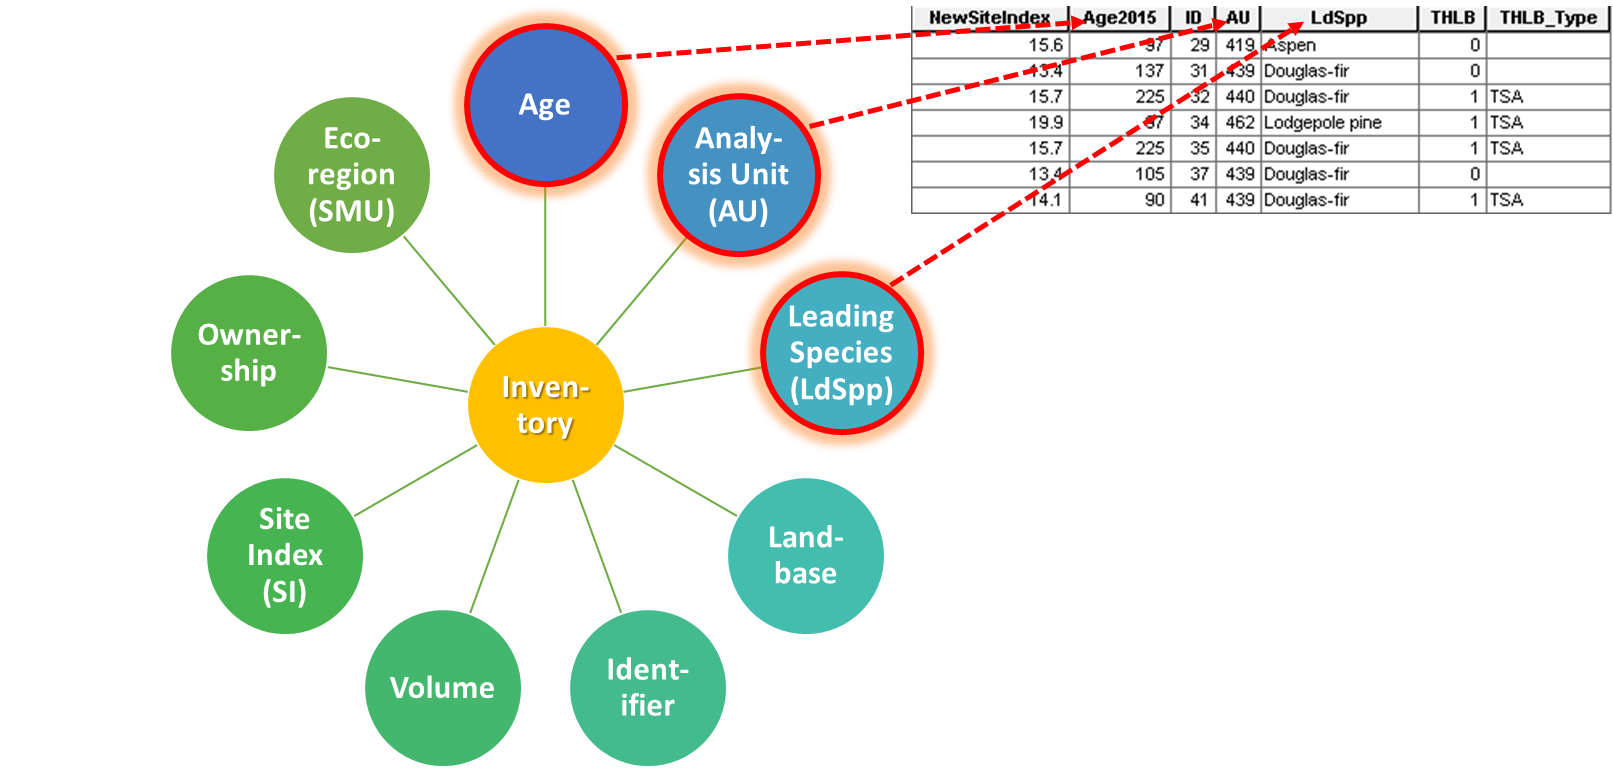 Age
Analy-
sis Unit
(AU)
Leading
Species
(LdSpp)
Land-
base
Ident-
ifier
Volume
Site
Index
(SI)
Owner-
ship
Eco-
region
(SMU)
Inven-
tory
NewSiteIndex Age2015 ID AU LdSpp THLB THLB_Type
15.6 97 29 419 Aspen 0
13.4 137 31 439 Douglas-fir 0
15.7 225 32 440 Douglas-fir 1 TSA
19.9 97 34 462 Lodgepole pine 1 TSA
15.7 225 35 440 Douglas-fir 1 TSA
13.4 105 37 439 Douglas-fir 0
14.1 90 41 439 Douglas-fir 1 TSA